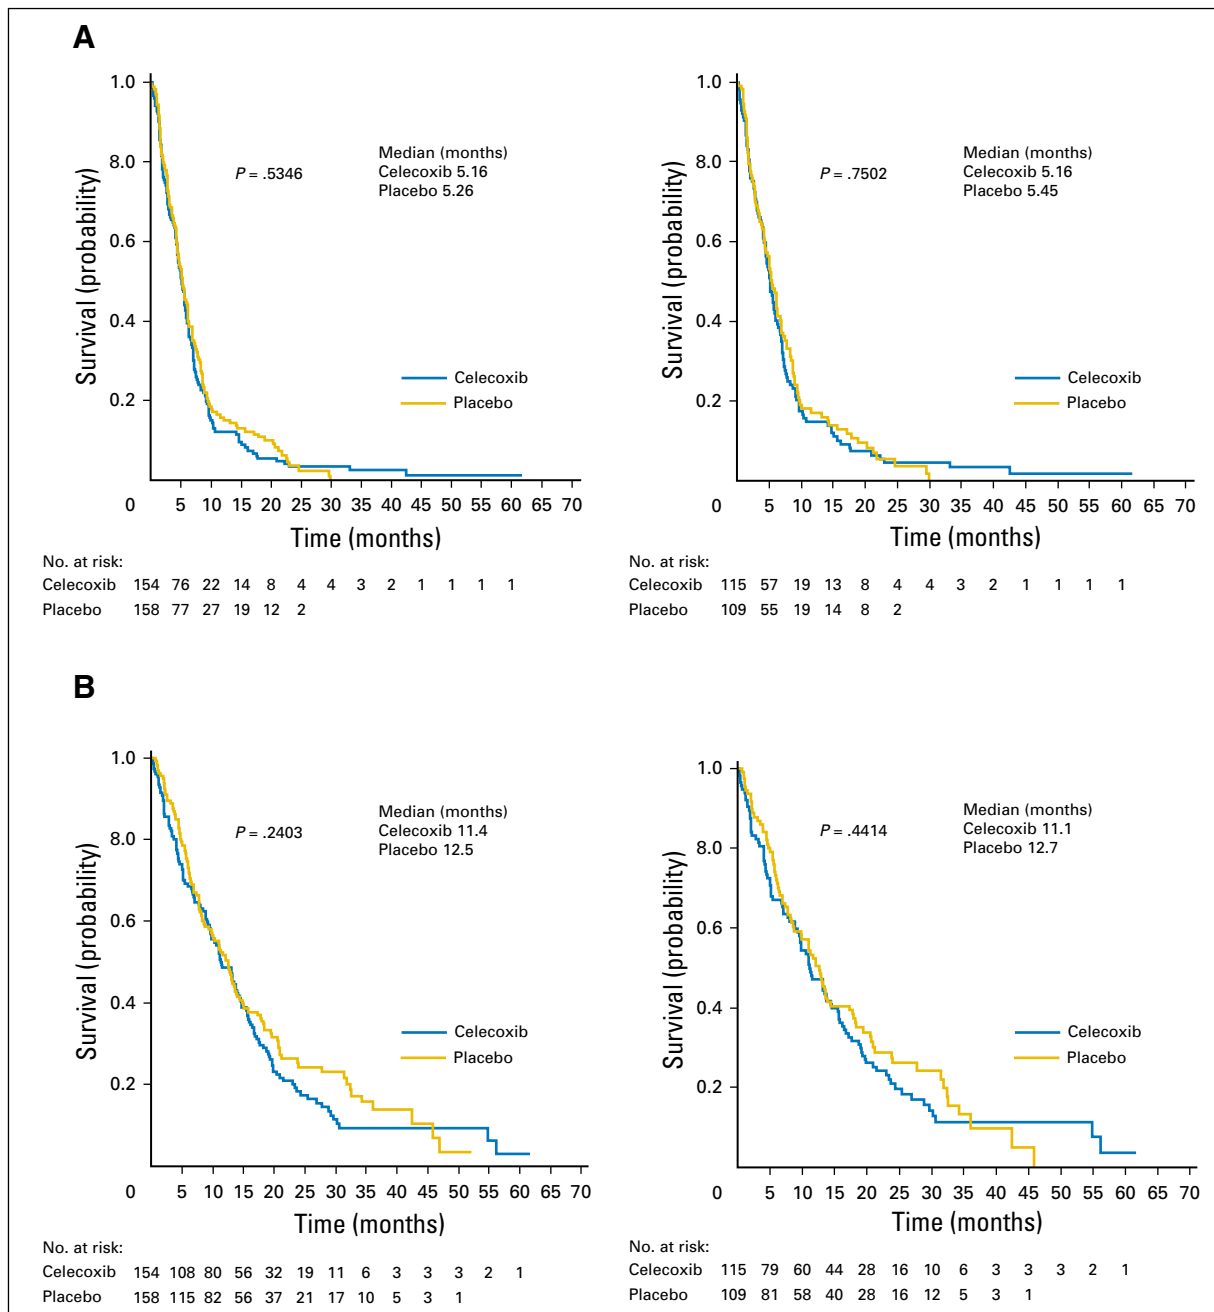 A
1.0
8.0
0.6
0.4
0.2
Survival (probability)
P = .5346
Median (months)
Celecoxib 5.16
Placebo 5.26
Celecoxib
Placebo
0 5 10 15 20 25 30 35 40 45 50 55 60 65 70
Time (months)
No. at risk:
Celecoxib 154 76 22 14 8 4 4 3 2 1 1 1 1
Placebo 158 77 27 19 12 2
1.0
8.0
0.6
0.4
0.2
Survival (probability)
P = .7502
Median (months)
Celecoxib 5.16
Placebo 5.45
Celecoxib
Placebo
0 5 10 15 20 25 30 35 40 45 50 55 60 65 70
Time (months)
No. at risk:
Celecoxib 115 57 19 13 8 4 4 3 2 1 1 1 1
Placebo 109 55 19 14 8 2
B
1.0
8.0
0.6
0.4
0.2
Survival (probability)
P = .2403
Median (months)
Celecoxib 11.4
Placebo 12.5
Celecoxib
Placebo
0 5 10 15 20 25 30 35 40 45 50 55 60 65 70
Time (months)
No. at risk:
Celecoxib 154 108 80 56 32 19 11 6 3 3 3 2 1
Placebo 158 115 82 56 37 21 17 10 5 3 1
1.0
8.0
0.6
0.4
0.2
Survival (probability)
P = .4414
Median (months)
Celecoxib 11.1
Placebo 12.7
Celecoxib
Placebo
0 5 10 15 20 25 30 35 40 45 50 55 60 65 70
Time (months)
No. at risk:
Celecoxib 115 79 60 44 28 16 10 6 3 3 3 2 1
Placebo 109 81 58 40 28 16 12 5 3 1